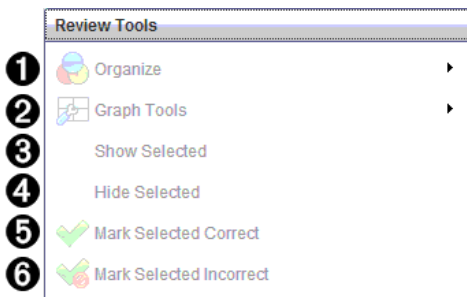 Review Tools
1 Organize
2 Graph Tools
3 Show Selected
4 Hide Selected
5 Mark Selected Correct
6 Mark Selected Incorrect